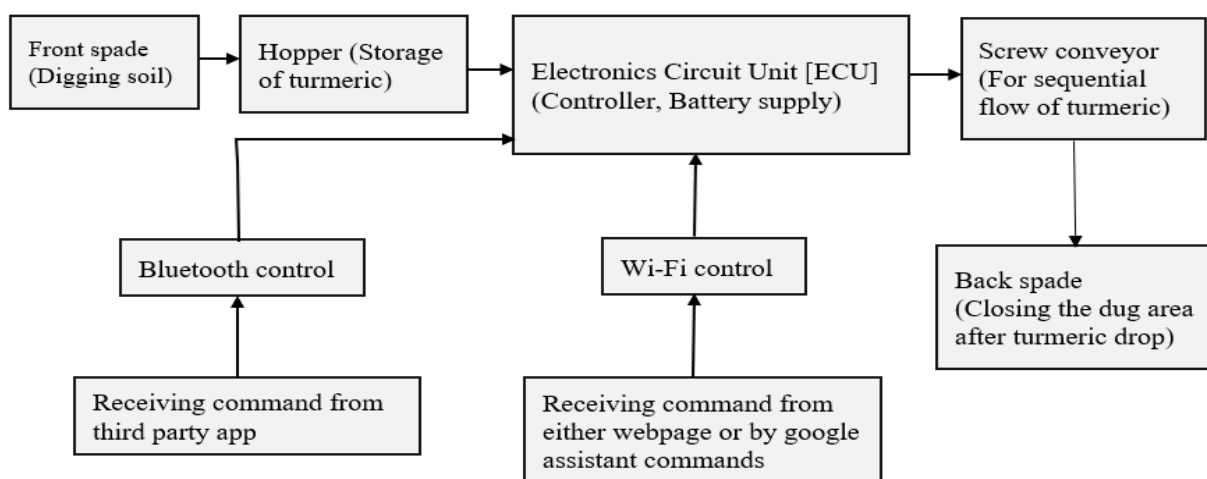 Front spade
(Digging soil)
Hopper (Storage
of turmeric)
Electronics Circuit Unit [ECU]
(Controller, Battery supply)
Screw conveyor
(For sequential
flow of turmeric)
Bluetooth control
Wi-Fi control
Back spade
(Closing the dug area
after turmeric drop)
Receiving command from
third party app
Receiving command from
either webpage or by google
assistant commands